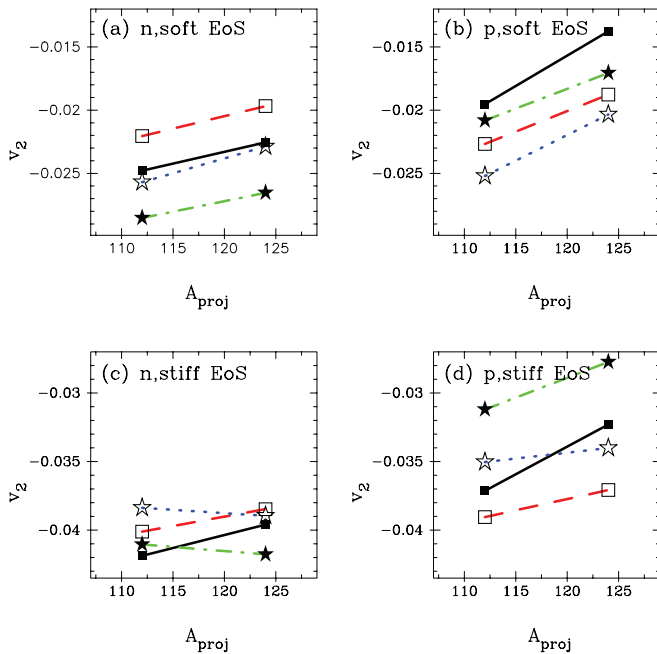 (a) n,soft EoS
(b) p,soft EoS
−0.015
−0.02
−0.025
v2
110 115 120 125
Aproj
−0.015
−0.02
−0.025
v2
110 115 120 125
Aproj
(c) n,stiff EoS
(d) p,stiff EoS
−0.03
−0.035
−0.04
v2
110 115 120 125
Aproj
−0.03
−0.035
−0.04
v2
110 115 120 125
Aproj